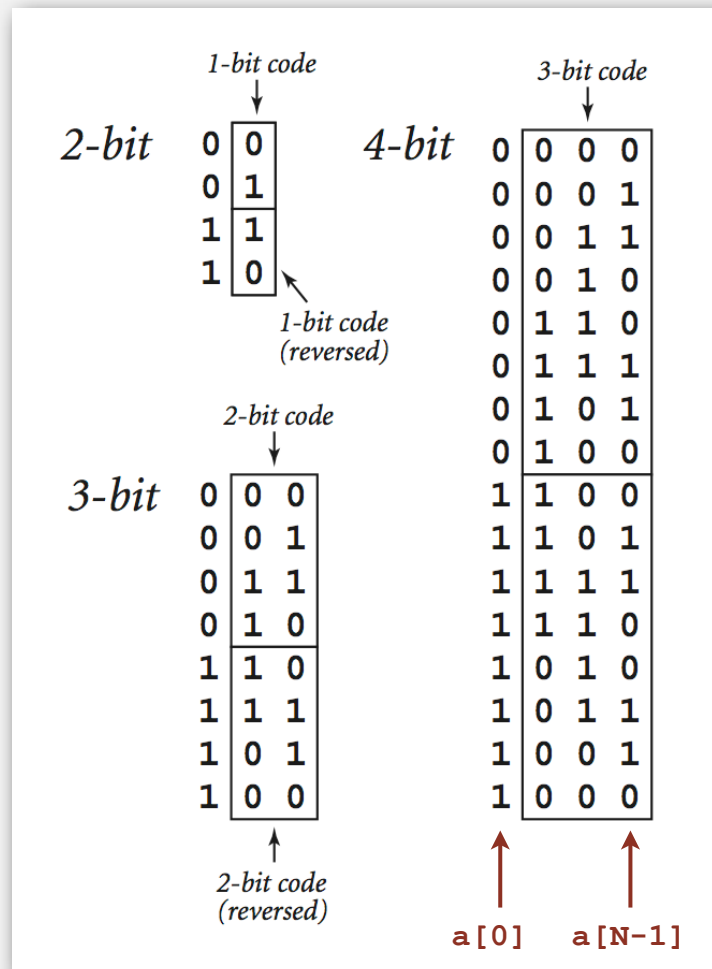 1-bit code
2-bit
0 0
0 1
1 1
1 0
1-bit code
(reversed)
2-bit code
3-bit
0 0 0
0 0 1
0 1 1
0 1 0
1 1 0
1 1 1
1 0 1
1 0 0
2-bit code
(reversed)
3-bit code
4-bit
0 0 0 0
0 0 0 1
0 0 1 1
0 0 1 0
0 1 1 0
0 1 1 1
0 1 0 1
0 1 0 0
1 1 0 0
1 1 0 1
1 1 1 1
1 1 1 0
1 0 1 0
1 0 1 1
1 0 0 1
1 0 0 0
a[0] a[N-1]